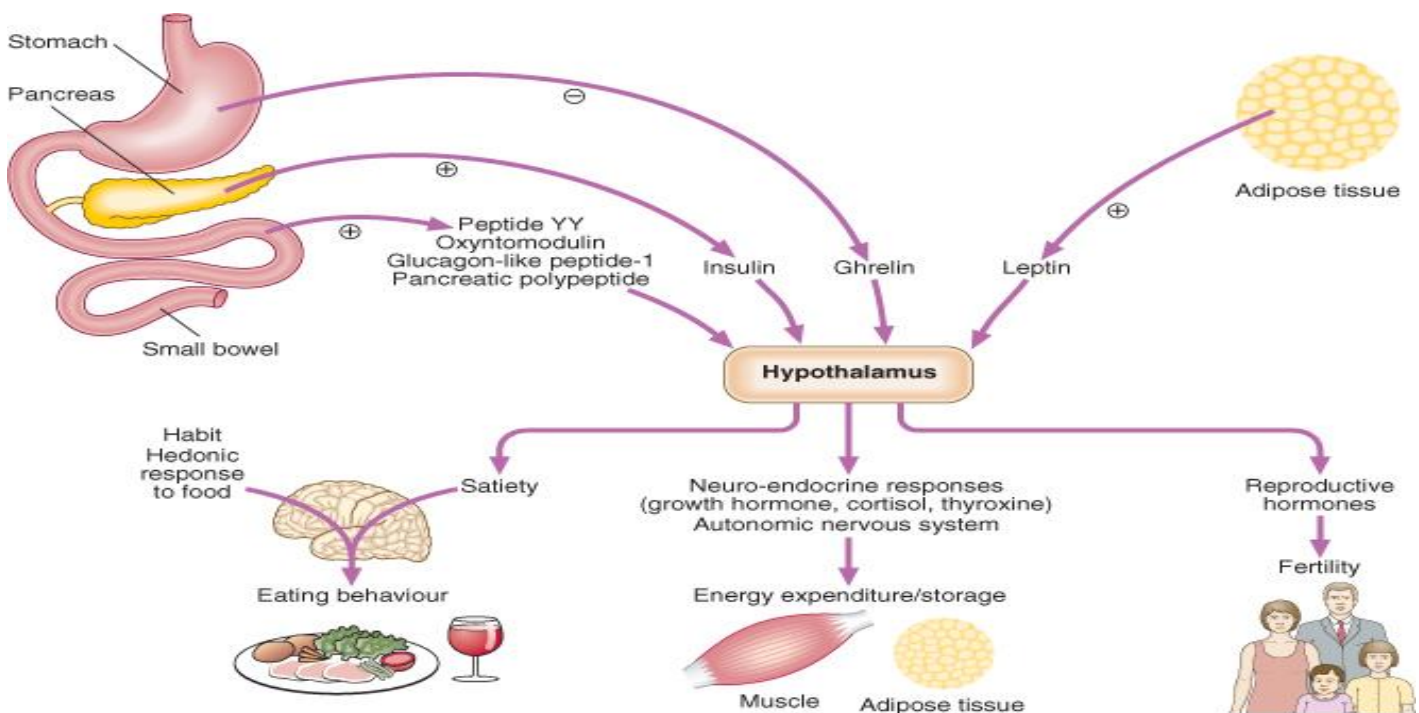 Stomach
Pancreas
Small bowel
−
+
+
+
Adipose tissue
Peptide YY
Oxyntomodulin
Glucagon-like peptide-1
Pancreatic polypeptide
Insulin
Ghrelin
Leptin
Hypothalamus
Habit
Hedonic
response
to food
Satiety
Eating behaviour
Neuro-endocrine responses
(growth hormone, cortisol, thyroxine)
Autonomic nervous system
Energy expenditure/storage
Muscle
Adipose tissue
Reproductive
hormones
Fertility